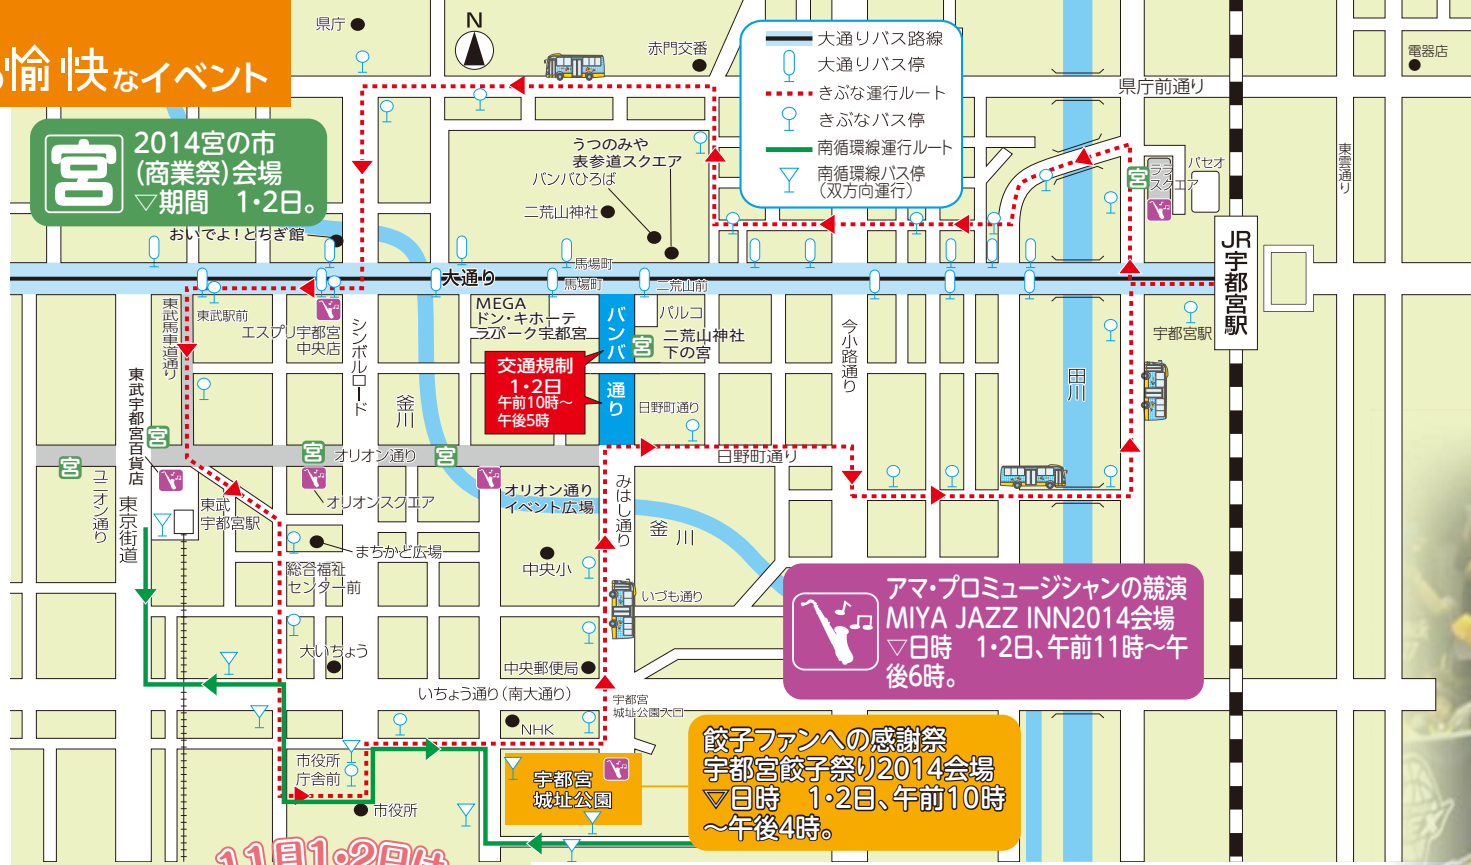 愉快なイベント
県庁
N
赤門交番
大通りバス路線
大通りバス停
きぶな運行ルート
きぶなバス停
南循環線運行ルート
南循環線バス停
(双方向運行)
県庁前通り
電器店
東雲通り
宮
2014宮の市
(商業祭)会場
▽期間　1・2日。
おいでよ!とちぎ館
うつのみや
表参道スクエア
バンバひろば
二荒山神社
宮
ララ
スクエア
パセオ
JR宇都宮駅
大通り
馬場町
馬場町
二荒山前
東武馬車道通り
東武駅前
エスプリ宇都宮
中央店
シンボルロード
MEGA
ドン・キホーテ
ラパーク宇都宮
バンバ
通り
パルコ
宮
二荒山神社
下の宮
今小路通り
宇都宮駅
田川
交通規制
1・2日
午前10時〜
午後5時
日野町通り
釜川
東武宇都宮百貨店
宮
宮
宮
宮
オリオン通り
日野町通り
ユニオン通り
東京街道
東武
宇都宮駅
オリオンスクエア
オリオン通り
イベント広場
みはし通り
釜川
まちかど広場
総合福祉
センター前
中央小
いづも通り
大いちょう
中央郵便局
いちょう通り(南大通り)
宇都宮
城址公園入口
NHK
市役所
庁舎前
市役所
宇都宮
城址公園
アマ・プロミュージシャンの競演
MIYA JAZZ INN2014会場
▽日時　1・2日、午前11時〜午
後6時。
餃子ファンへの感謝祭
宇都宮餃子祭り2014会場
▽日時　1・2日、午前10時
〜午後4時。
11月1・2日は